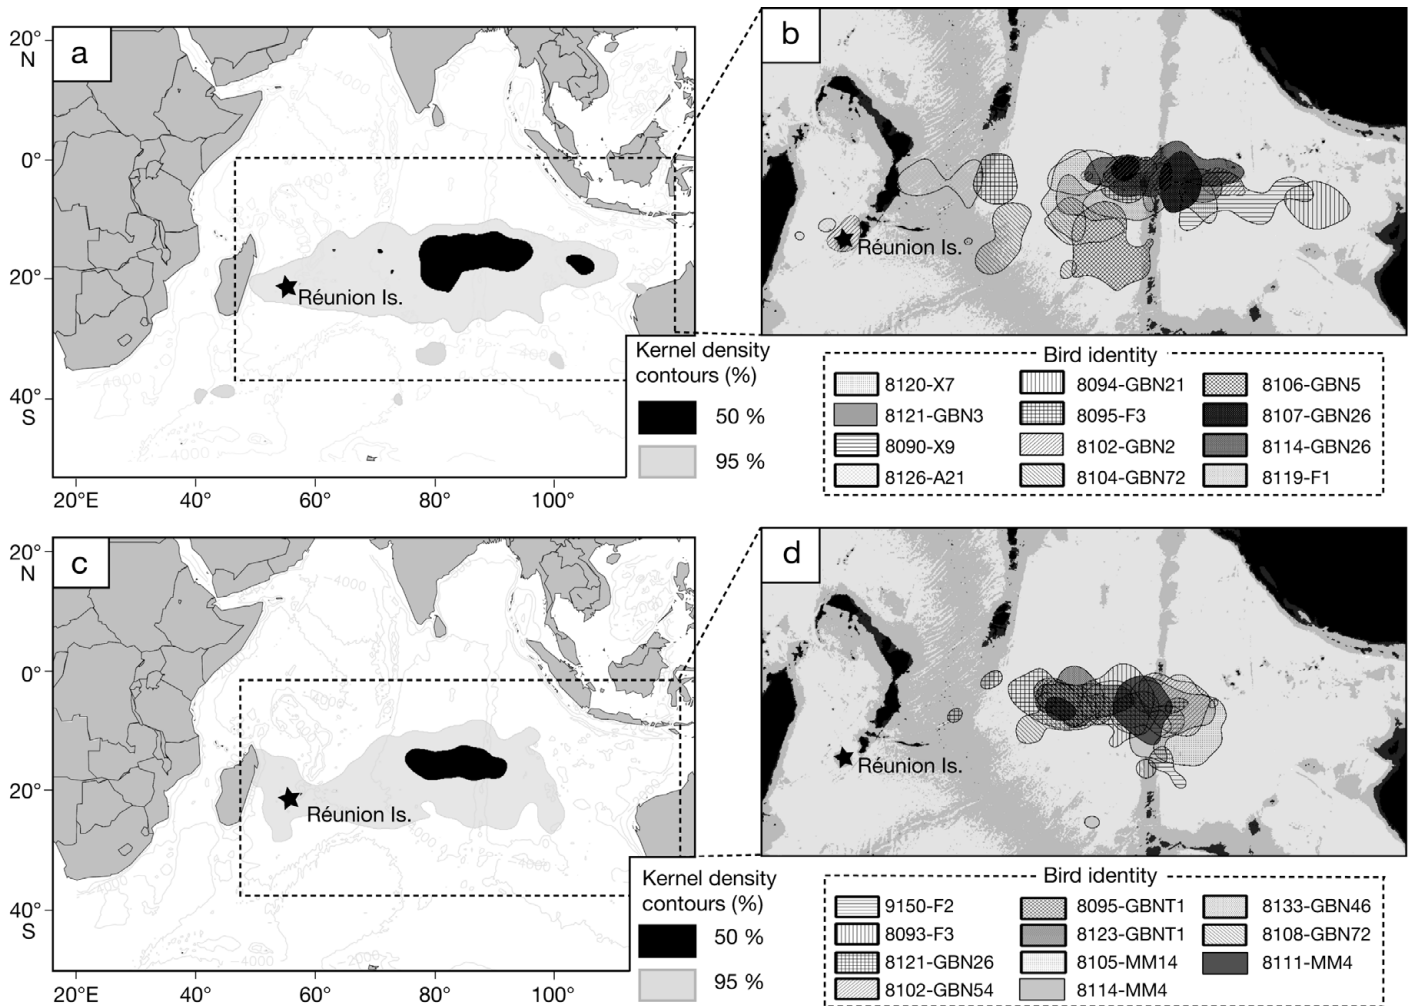 a
20°
N
0°
20°
40°
S
20°E
40°
60°
80°
100°
-4000
Réunion Is.
Kernel density
contours (%)
50 %
95 %
b
Réunion Is.
Bird identity
8120-X7
8094-GBN21
8106-GBN5
8121-GBN3
8095-F3
8107-GBN26
8090-X9
8102-GBN2
8114-GBN26
8126-A21
8104-GBN72
8119-F1
c
20°
N
0°
20°
40°
S
20°E
40°
60°
80°
100°
-4000
Réunion Is.
Kernel density
contours (%)
50 %
95 %
d
Réunion Is.
Bird identity
9150-F2
8095-GBNT1
8133-GBN46
8093-F3
8123-GBNT1
8108-GBN72
8121-GBN26
8105-MM14
8111-MM4
8102-GBN54
8114-MM4